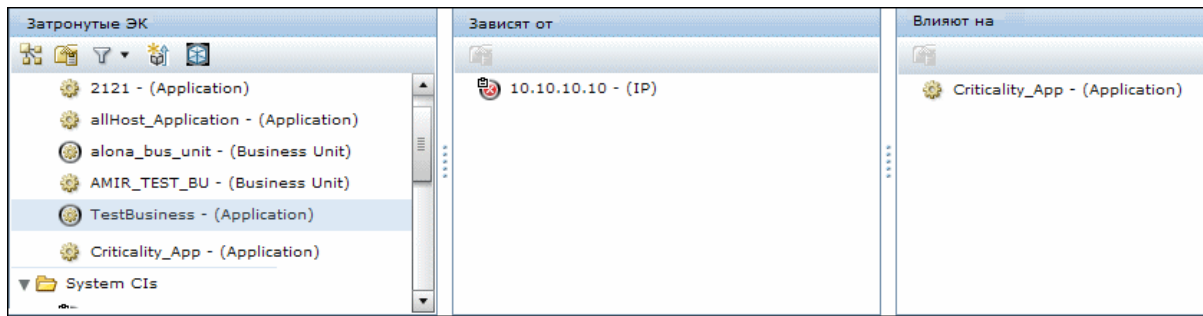 Затронутые ЭК
2121 - (Application)
allHost_Application - (Application)
alona_bus_unit - (Business Unit)
AMIR_TEST_BU - (Business Unit)
TestBusiness - (Application)
Criticality_App - (Application)
System CIs
Зависят от
10.10.10.10 - (IP)
Влияют на
Criticality_App - (Application)